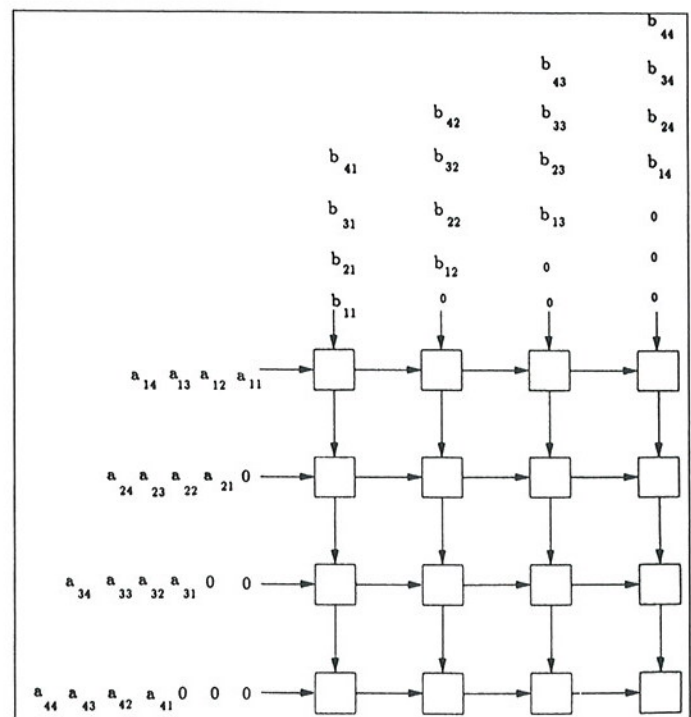 b44
b43 b34
b42 b33 b24
b41 b32 b23 b14
b31 b22 b13 0
b21 b12 0 0
b11 0 0 0
a14 a13 a12 a11
a24 a23 a22 a21 0
a34 a33 a32 a31 0 0
a44 a43 a42 a41 0 0 0